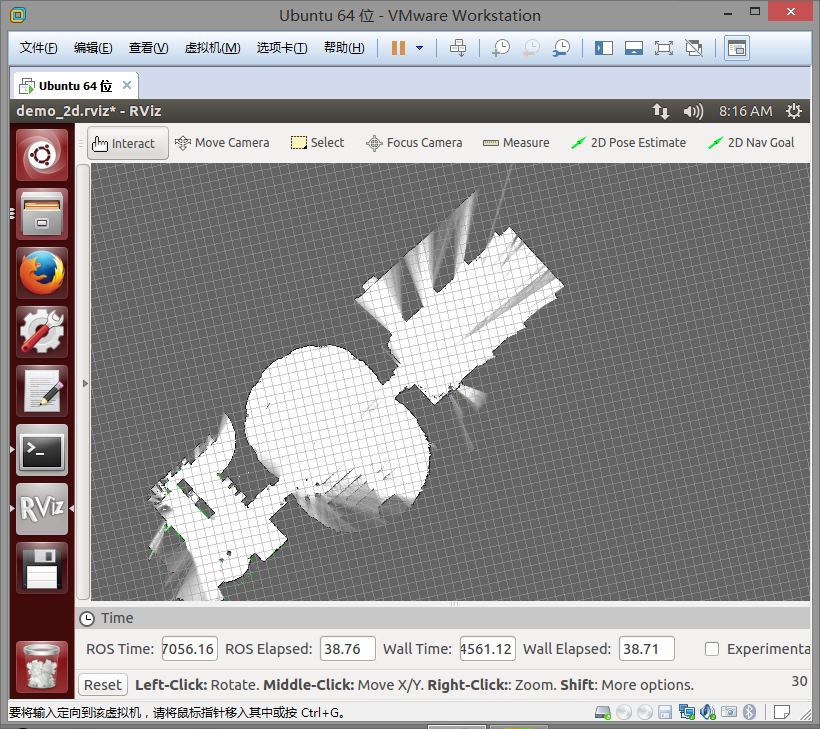 Ubuntu 64 位 - VMware Workstation
文件(F) 编辑(E) 查看(V) 虚拟机(M) 选项卡(T) 帮助(H)
Ubuntu 64 位
demo_2d.rviz* - RViz 8:16 AM
Interact Move Camera Select Focus Camera Measure 2D Pose Estimate 2D Nav Goal
RViz
Time
ROS Time: 7056.16 ROS Elapsed: 38.76 Wall Time: 4561.12 Wall Elapsed: 38.71 Experimenta
Reset Left-Click: Rotate. Middle-Click: Move X/Y. Right-Click:: Zoom. Shift: More options. 30
要将输入定向到该虚拟机，请将鼠标指针移入其中或按 Ctrl+G。